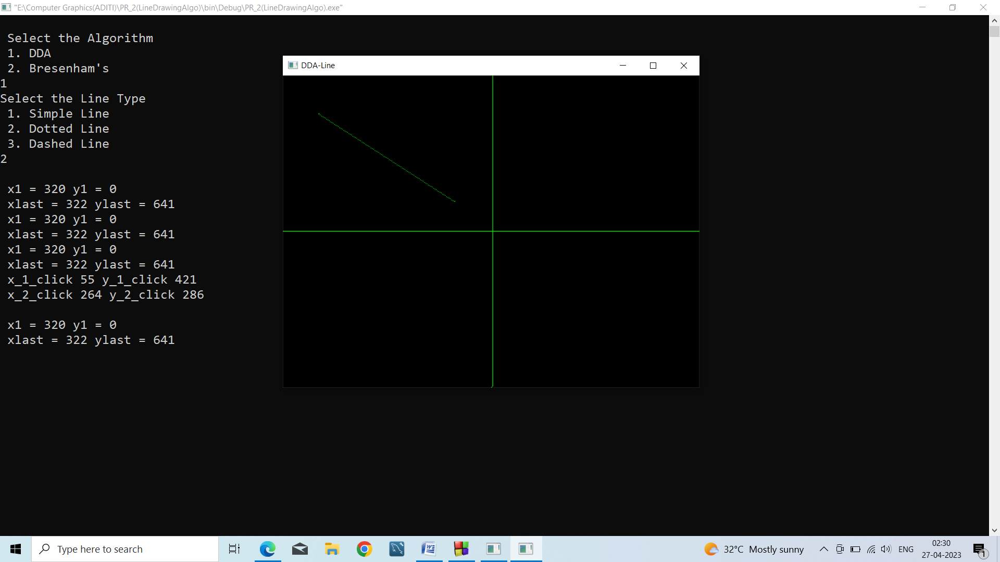 "E:\Computer Graphics(ADITI)\PR_2(LineDrawingAlgo)\bin\Debug\PR_2(LineDrawingAlgo).exe"
Select the Algorithm
1. DDA
2. Bresenham's
1
Select the Line Type
1. Simple Line
2. Dotted Line
3. Dashed Line
2
x1 = 320 y1 = 0
xlast = 322 ylast = 641
x1 = 320 y1 = 0
xlast = 322 ylast = 641
x1 = 320 y1 = 0
xlast = 322 ylast = 641
x_1_click 55 y_1_click 421
x_2_click 264 y_2_click 286
x1 = 320 y1 = 0
xlast = 322 ylast = 641
DDA-Line
Type here to search
32°C Mostly sunny
ENG
02:30
27-04-2023
1